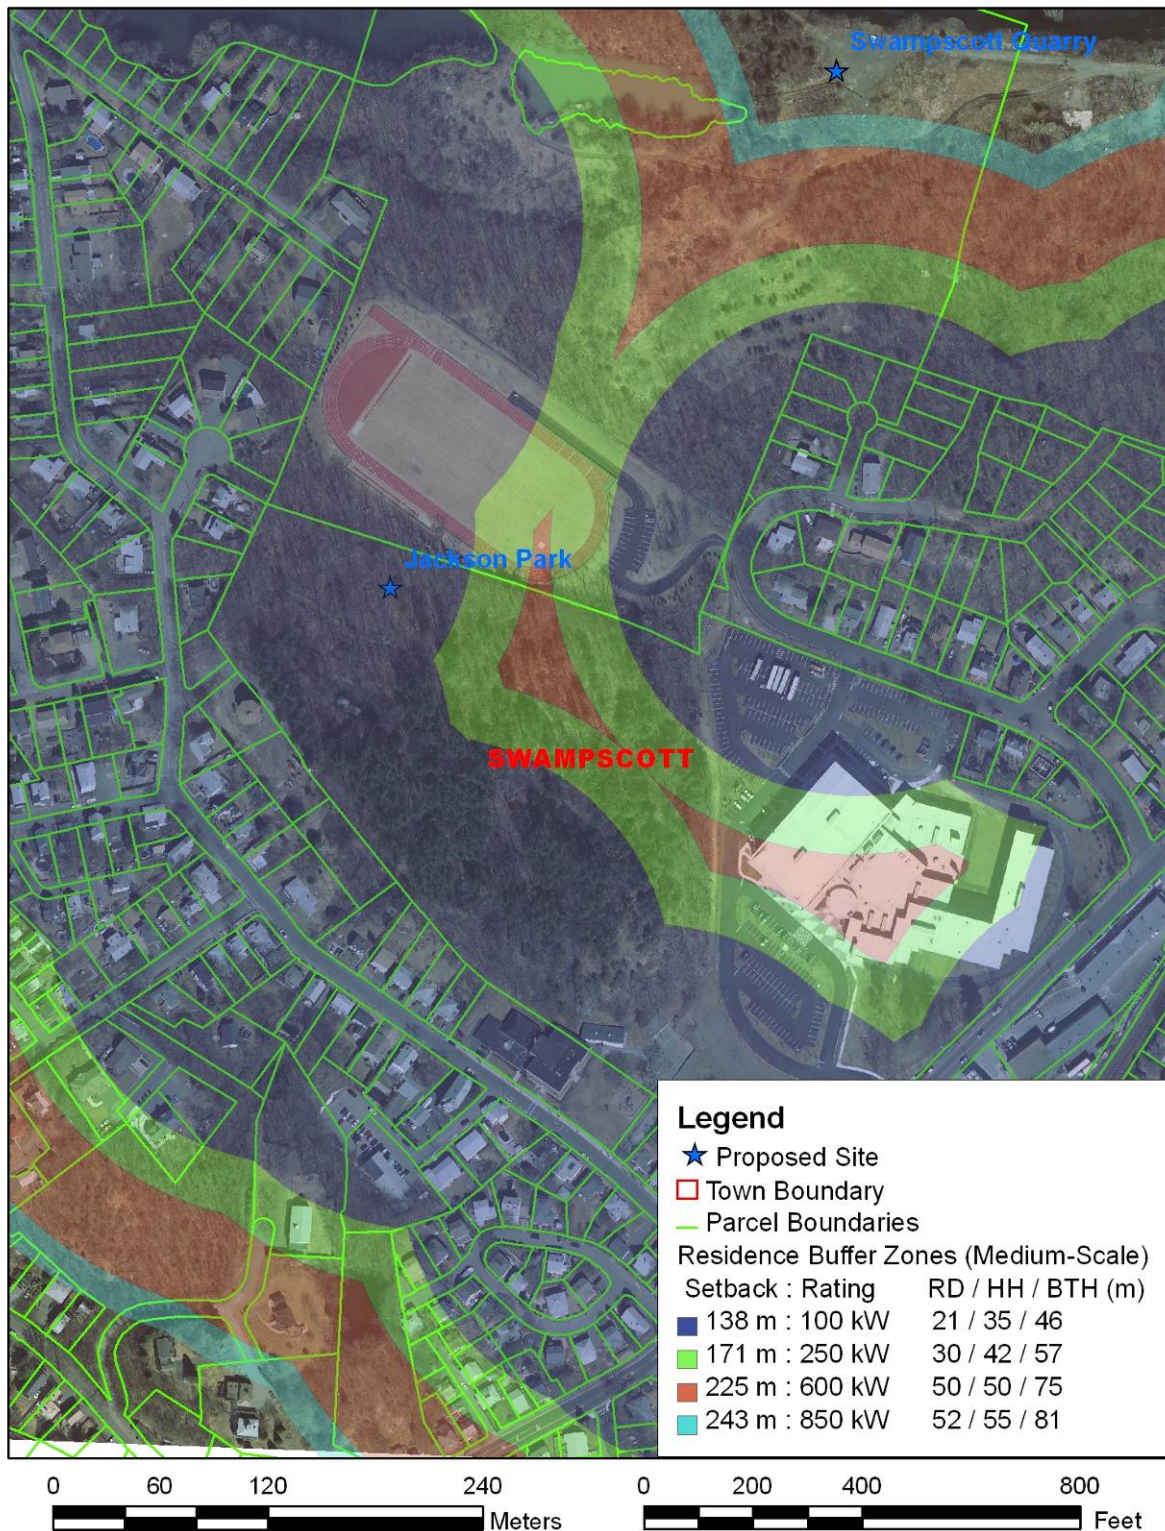 Swampscott Quarry
Jackson Park
SWAMPSCOTT
Legend
Proposed Site
Town Boundary
Parcel Boundaries
Residence Buffer Zones (Medium-Scale)
Setback : Rating RD / HH / BTH (m)
138 m : 100 kW 21 / 35 / 46
171 m : 250 kW 30 / 42 / 57
225 m : 600 kW 50 / 50 / 75
243 m : 850 kW 52 / 55 / 81
0 60 120 240 Meters
0 200 400 800 Feet